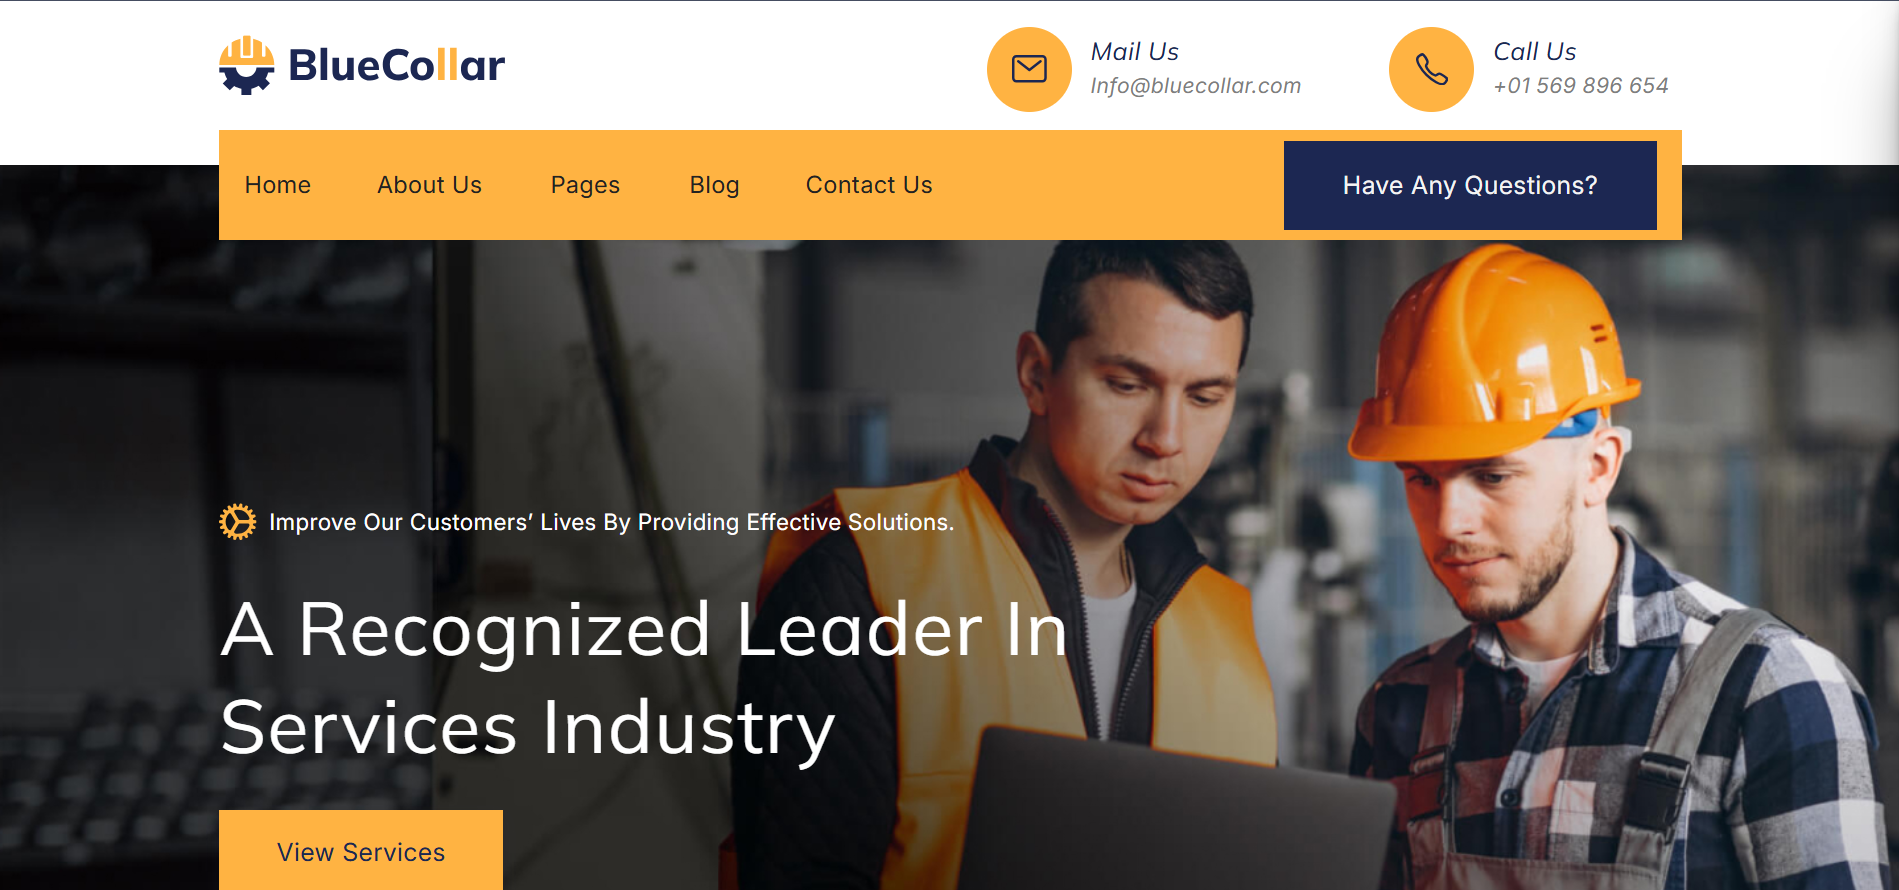 BlueCollar
Mail Us
Info@bluecollar.com
Call Us
+01 569 896 654
Home
About Us
Pages
Blog
Contact Us
Have Any Questions?
Improve Our Customers’ Lives By Providing Effective Solutions.
A Recognized Leader In
Services Industry
View Services